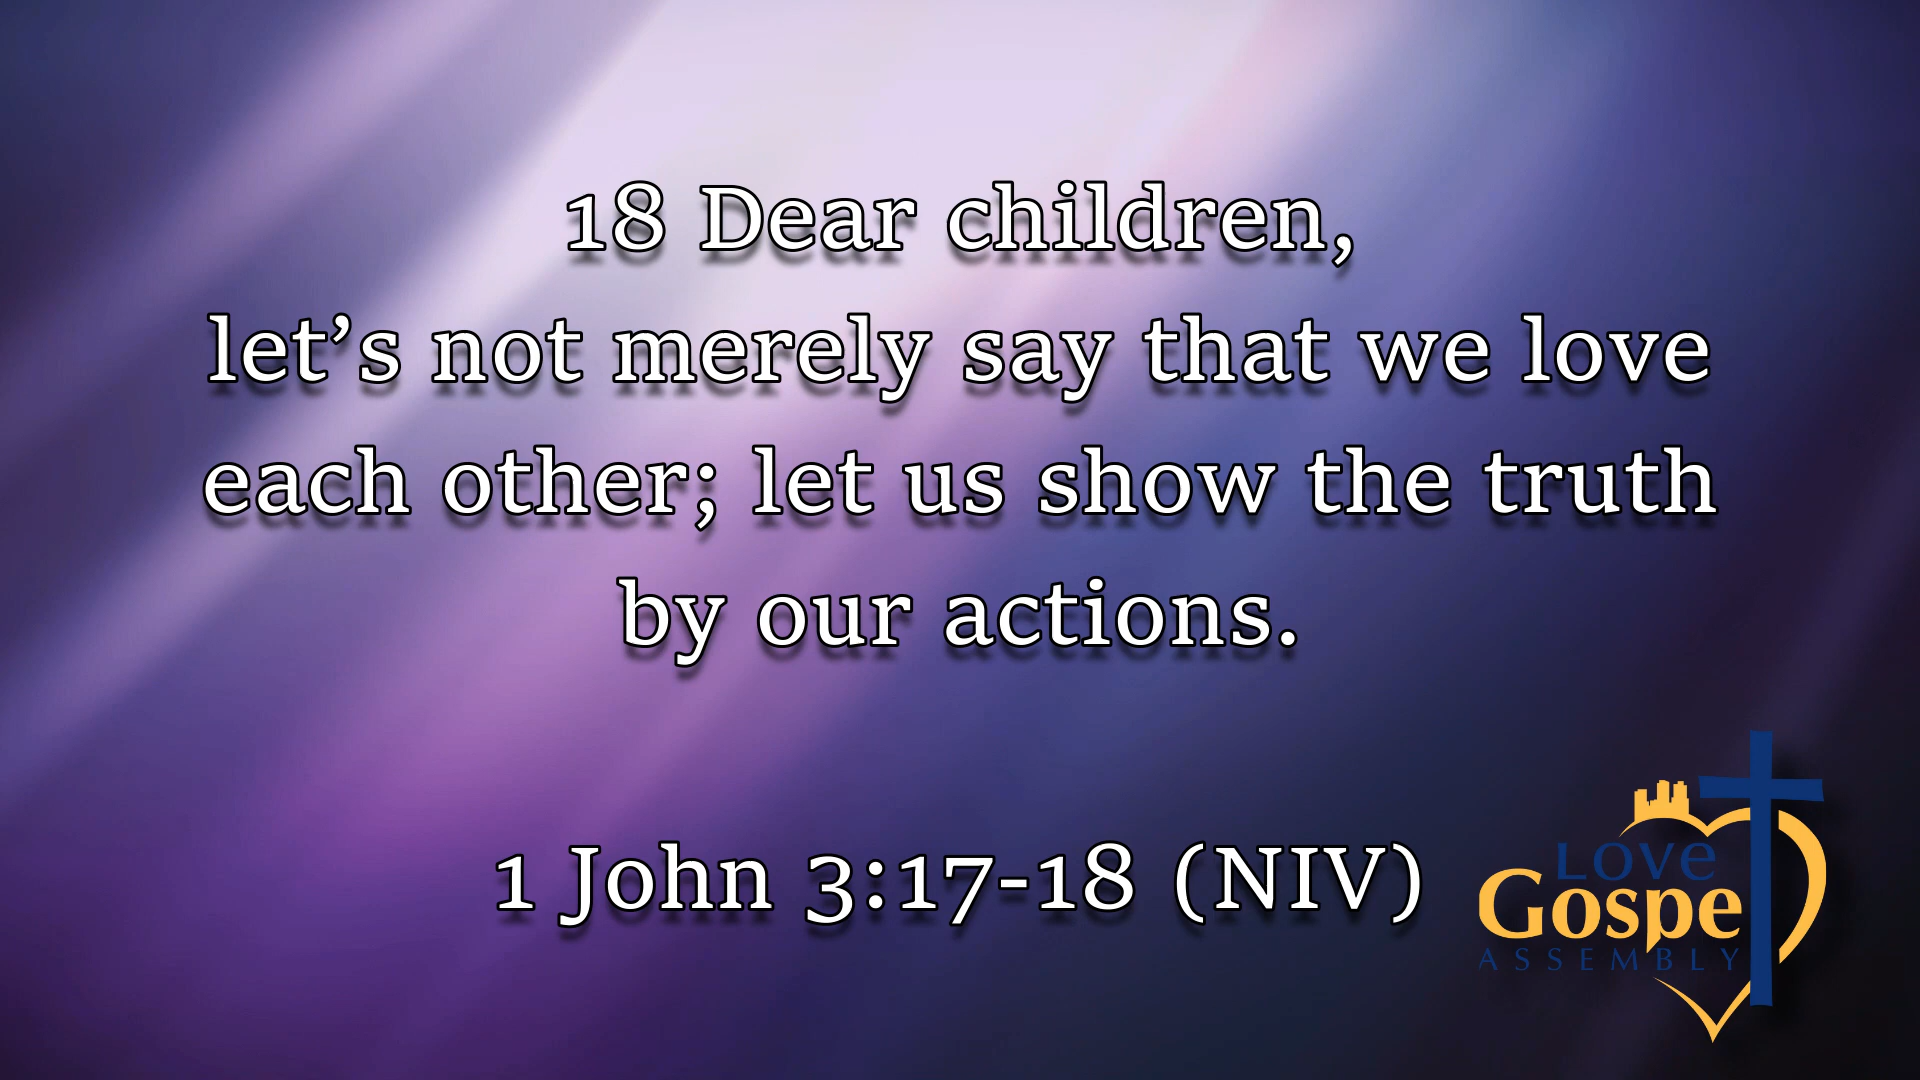 18 Dear children,
let’s not merely say that we love
each other; let us show the truth
by our actions.
1 John 3:17-18 (NIV)
LOVE
Gospel
ASSEMBLY